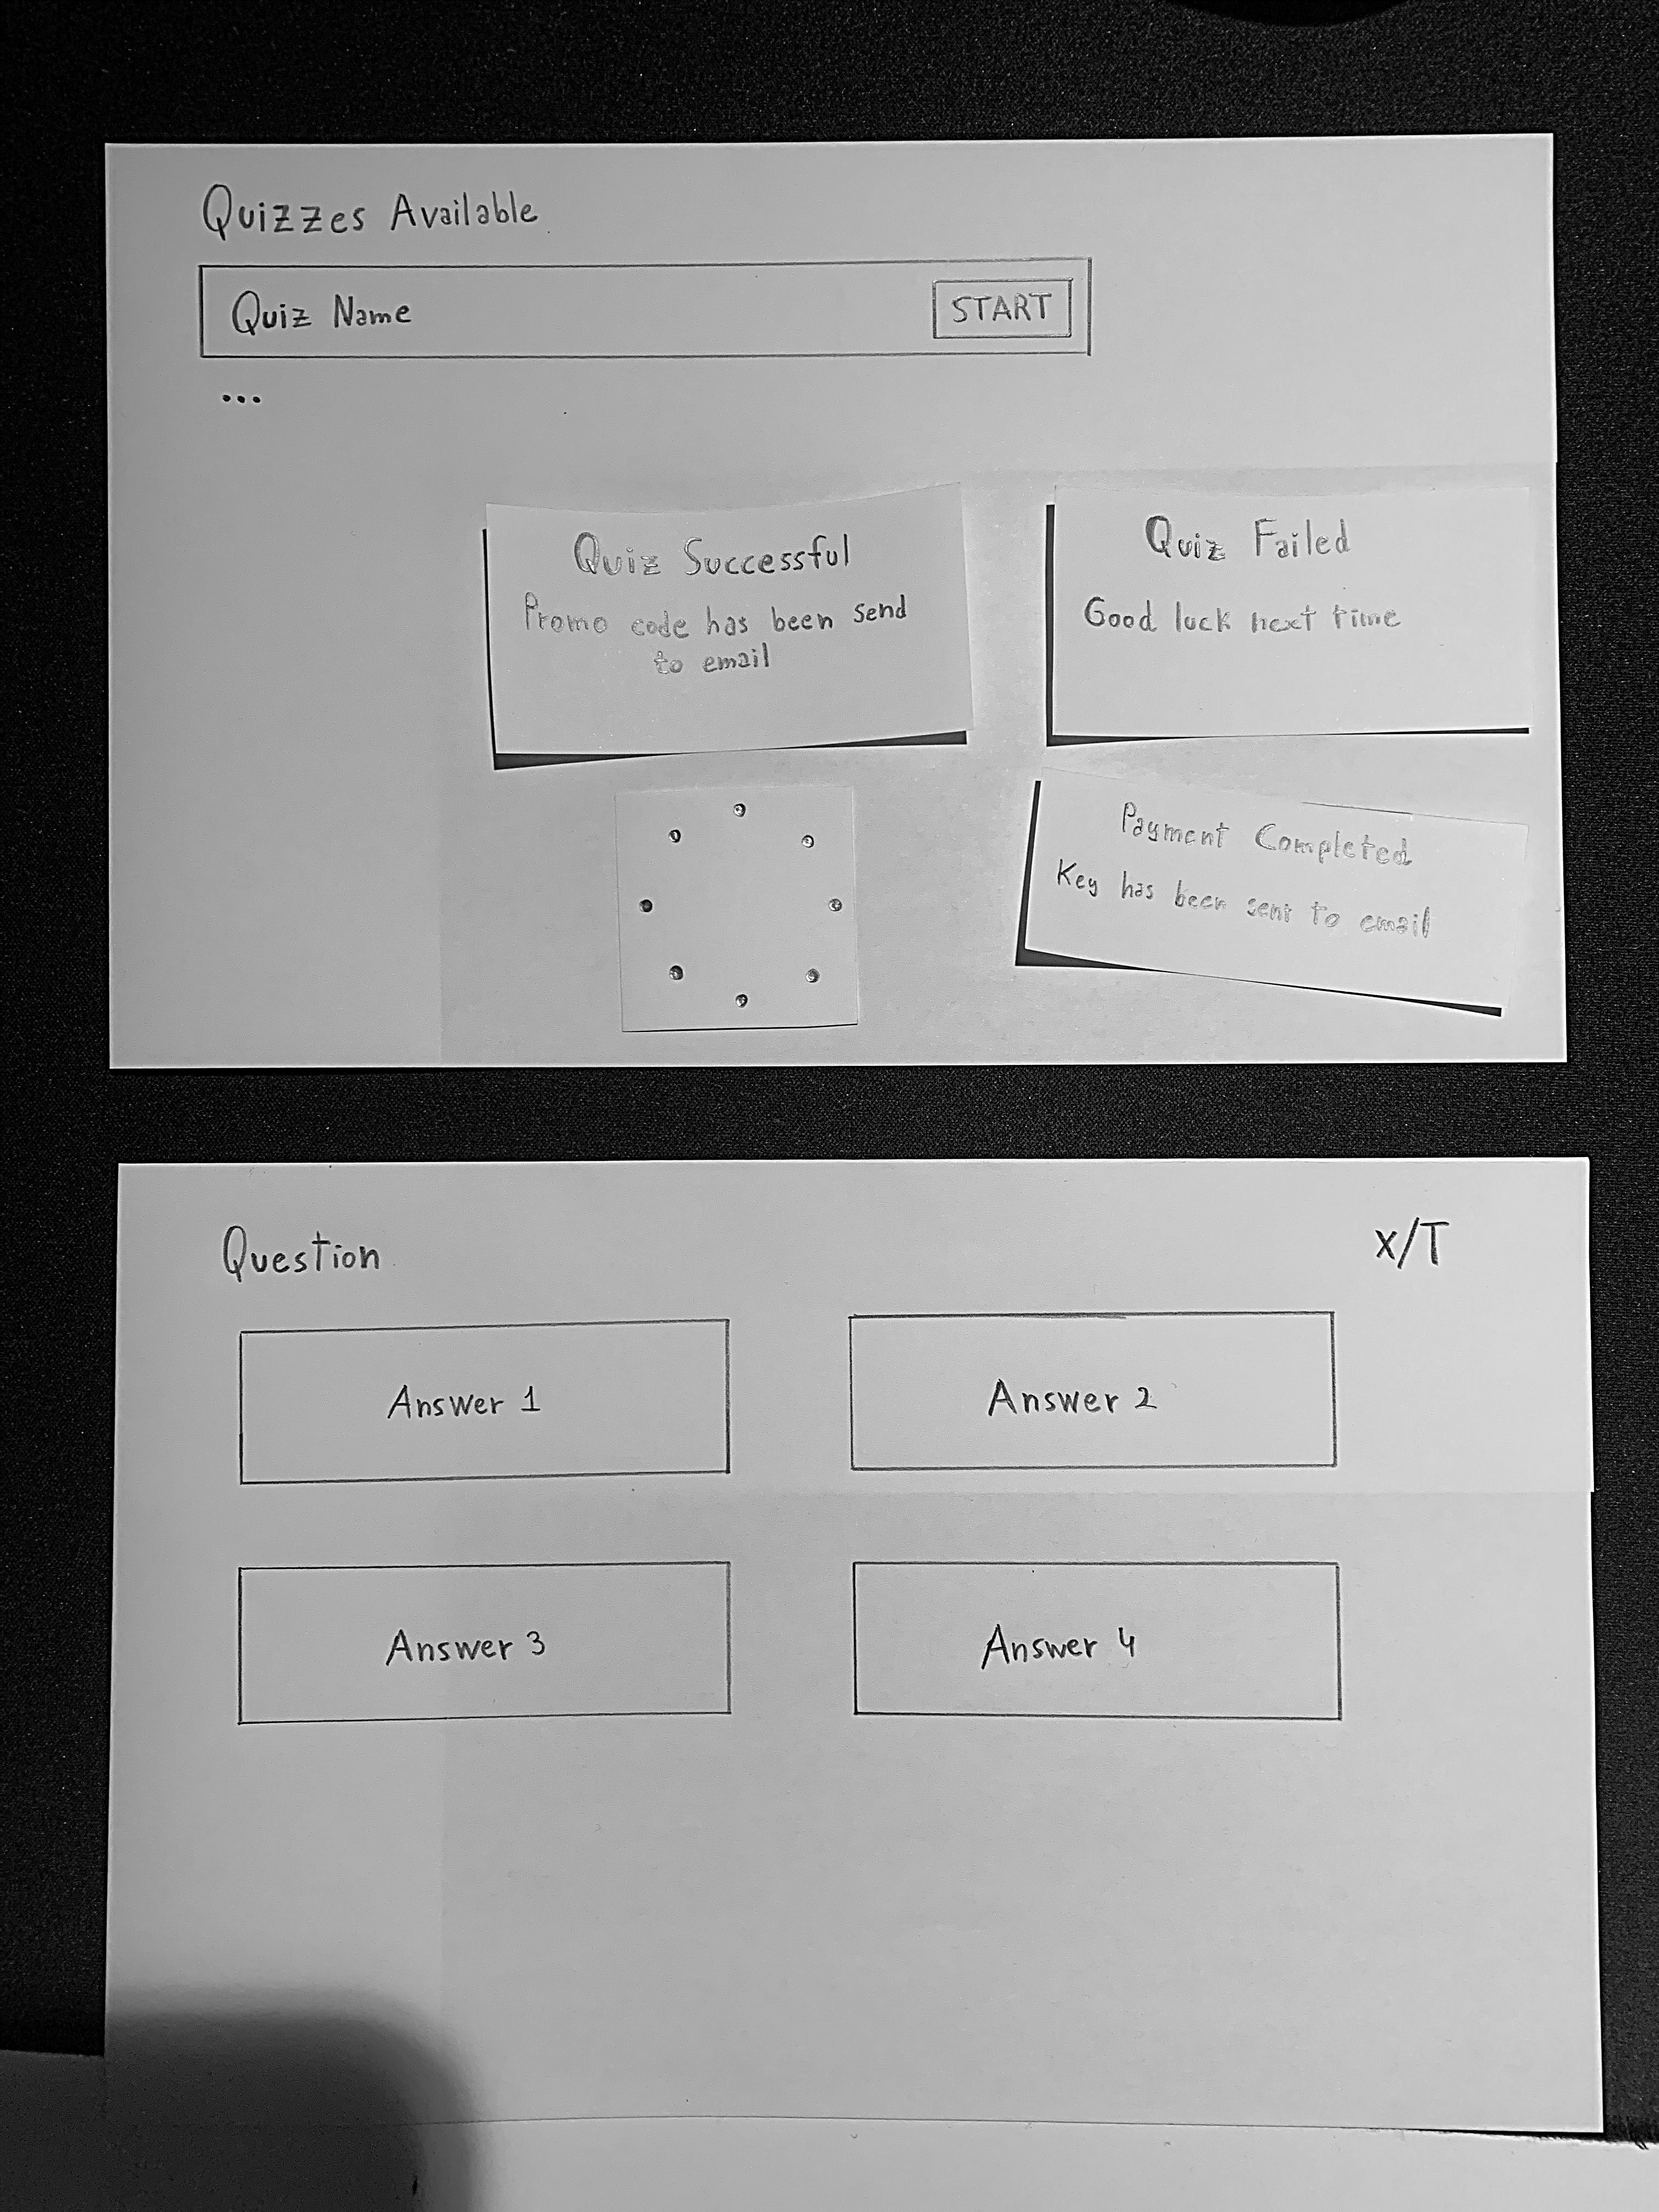 Quizzes Available
Quiz Name
START
...
Quiz Successful
Promo code has been send
to email
Quiz Failed
Good luck next time
Payment Completed
Key has been sent to email
Question
x/T
Answer 1
Answer 2
Answer 3
Answer 4